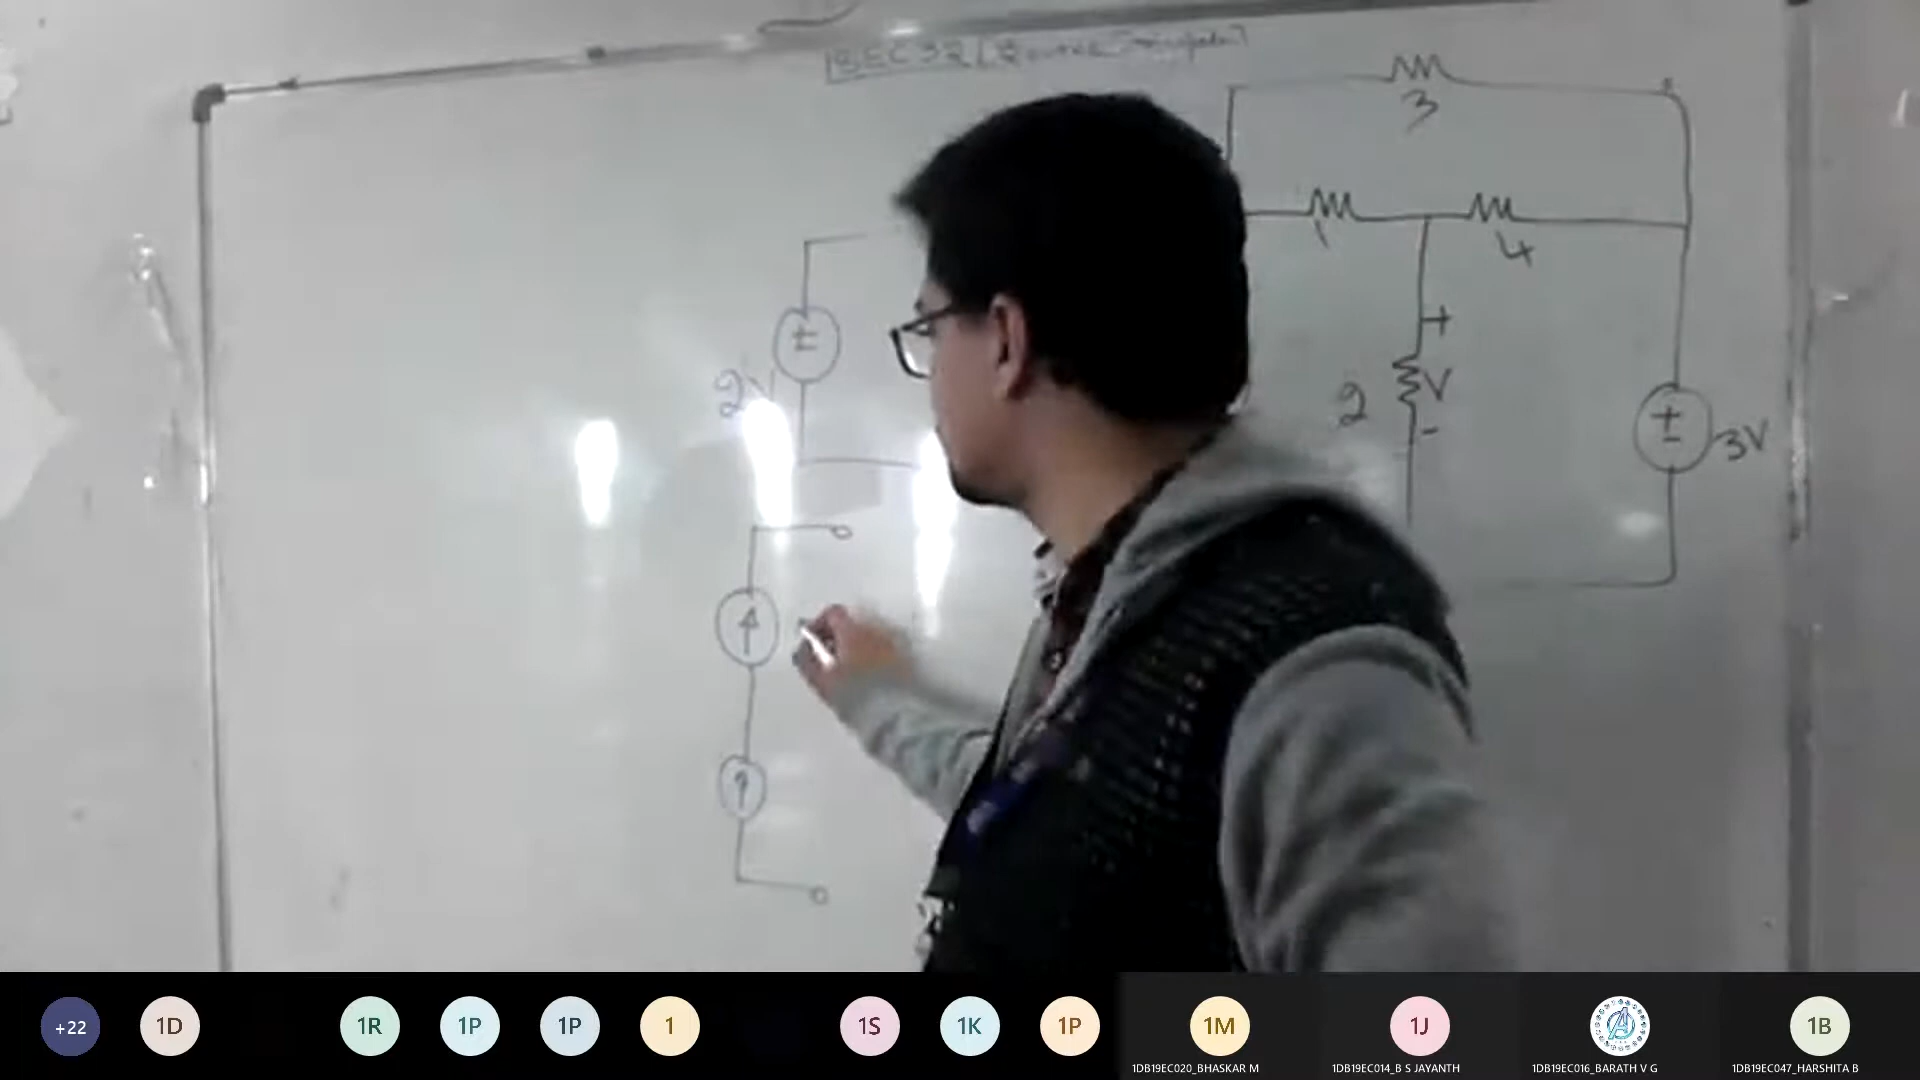 18EC32
3
1
4
+
2V
±
2
V
-
±
3V
+22
1D
1R
1P
1P
1
1S
1K
1P
1M
1J
A
1B
1DB19EC020_BHASKAR M
1DB19EC014_B S JAYANTH
1DB19EC016_BARATH V G
1DB19EC047_HARSHITA B